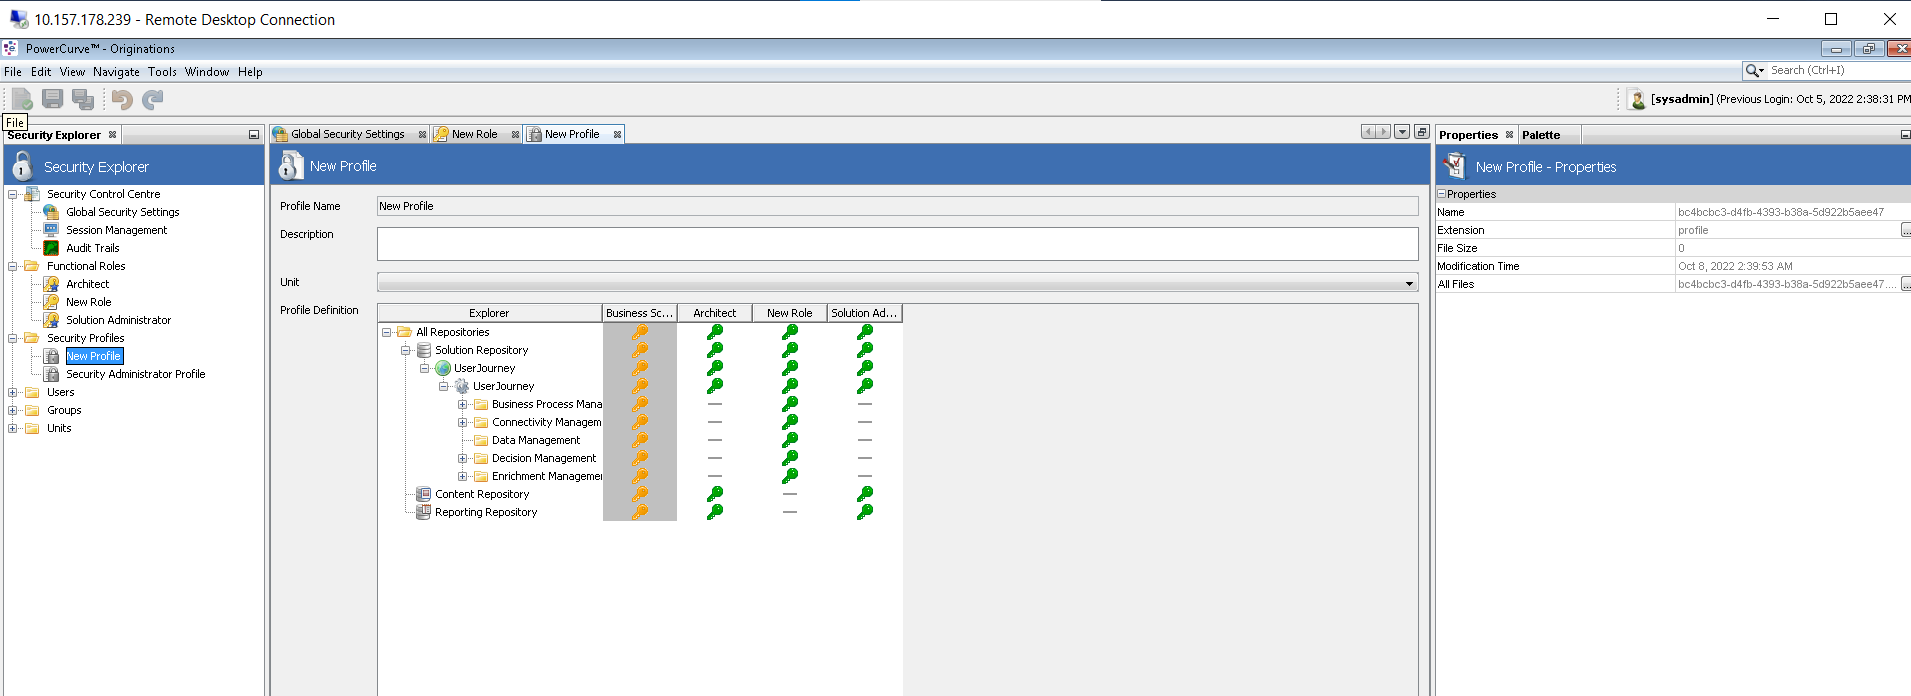 10.157.178.239 - Remote Desktop Connection
PowerCurve™ - Originations
File Edit View Navigate Tools Window Help
Search (Ctrl+I)
[sysadmin] (Previous Login: Oct 5, 2022 2:38:31 PM
File
Security Explorer
Security Explorer
Security Control Centre
Global Security Settings
Session Management
Audit Trails
Functional Roles
Architect
New Role
Solution Administrator
Security Profiles
New Profile
Security Administrator Profile
Users
Groups
Units
Global Security Settings New Role New Profile
New Profile
Profile Name New Profile
Description
Unit
Profile Definition
Explorer Business Sc... Architect New Role Solution Ad...
All Repositories
Solution Repository
UserJourney
UserJourney
Business Process Mana
Connectivity Managem
Data Management
Decision Management
Enrichment Manageme
Content Repository
Reporting Repository
Properties Palette
New Profile - Properties
Properties
Name bc4bcbc3-d4fb-4393-b38a-5d922b5aee47
Extension profile ...
File Size 0
Modification Time Oct 8, 2022 2:39:53 AM
All Files bc4bcbc3-d4fb-4393-b38a-5d922b5aee47.... ...